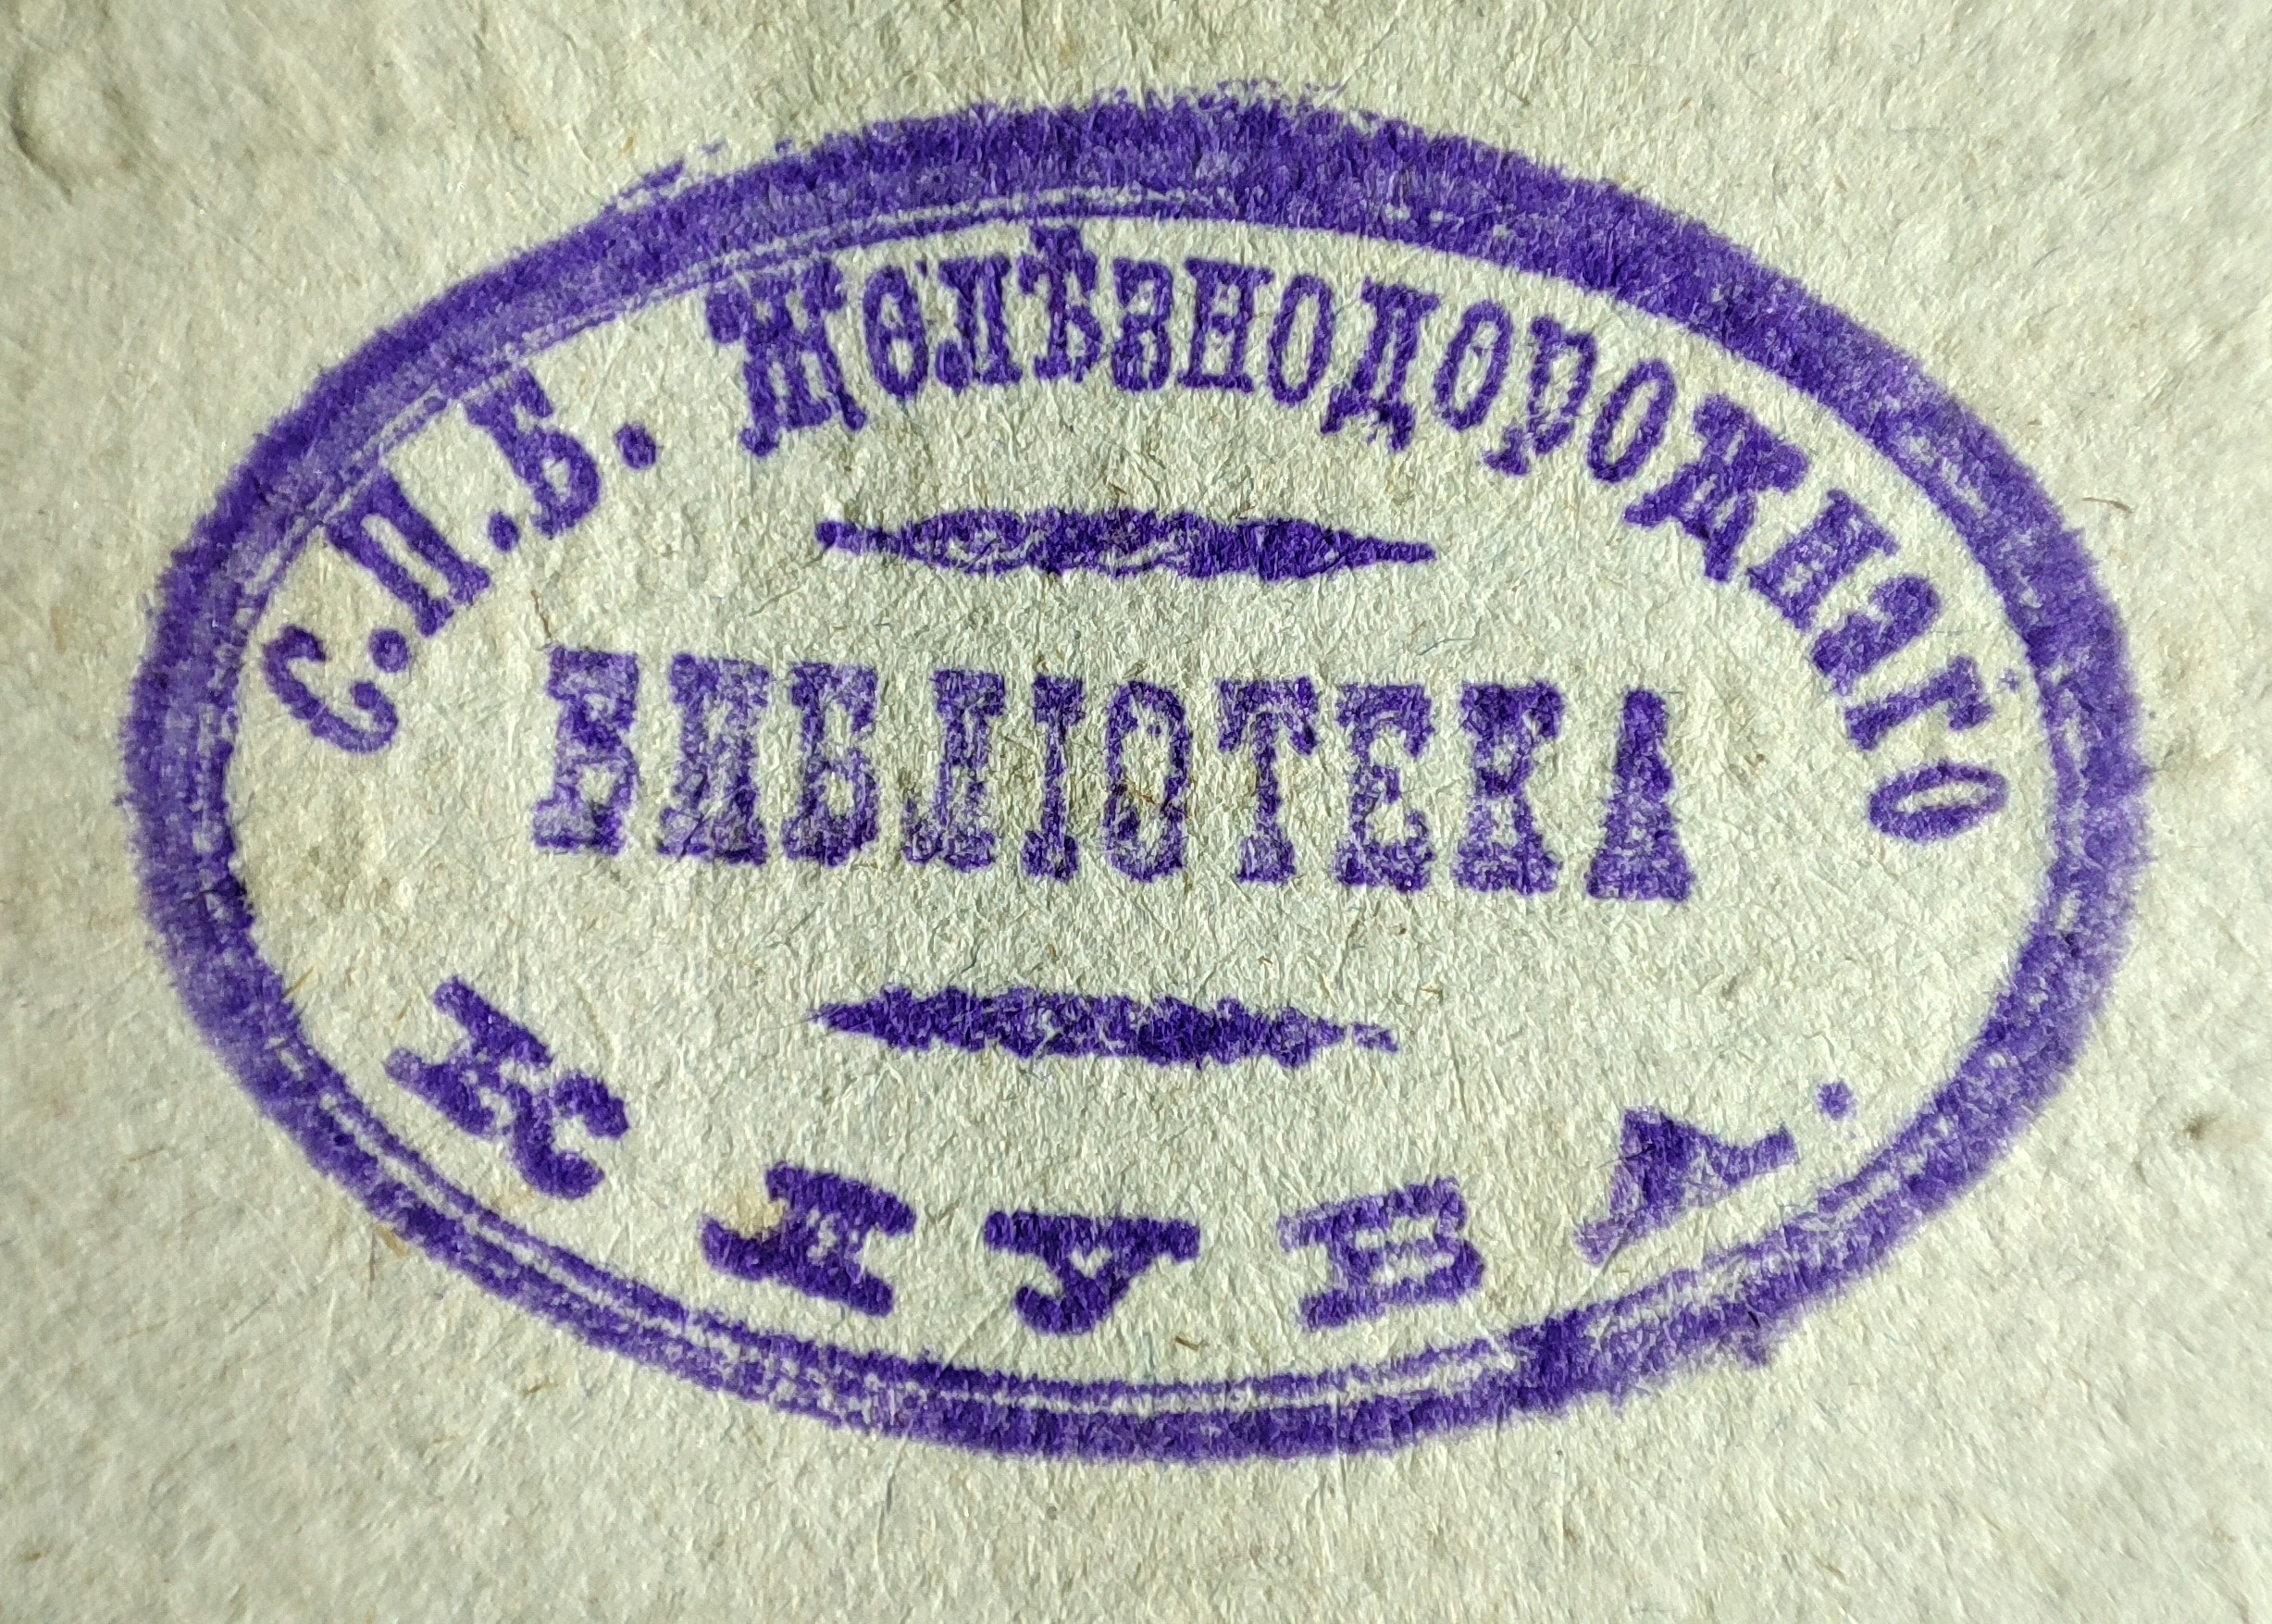 С.П.Б. Желѣзнодорожнаго
БИБЛІОТЕКА
КЛУБА.